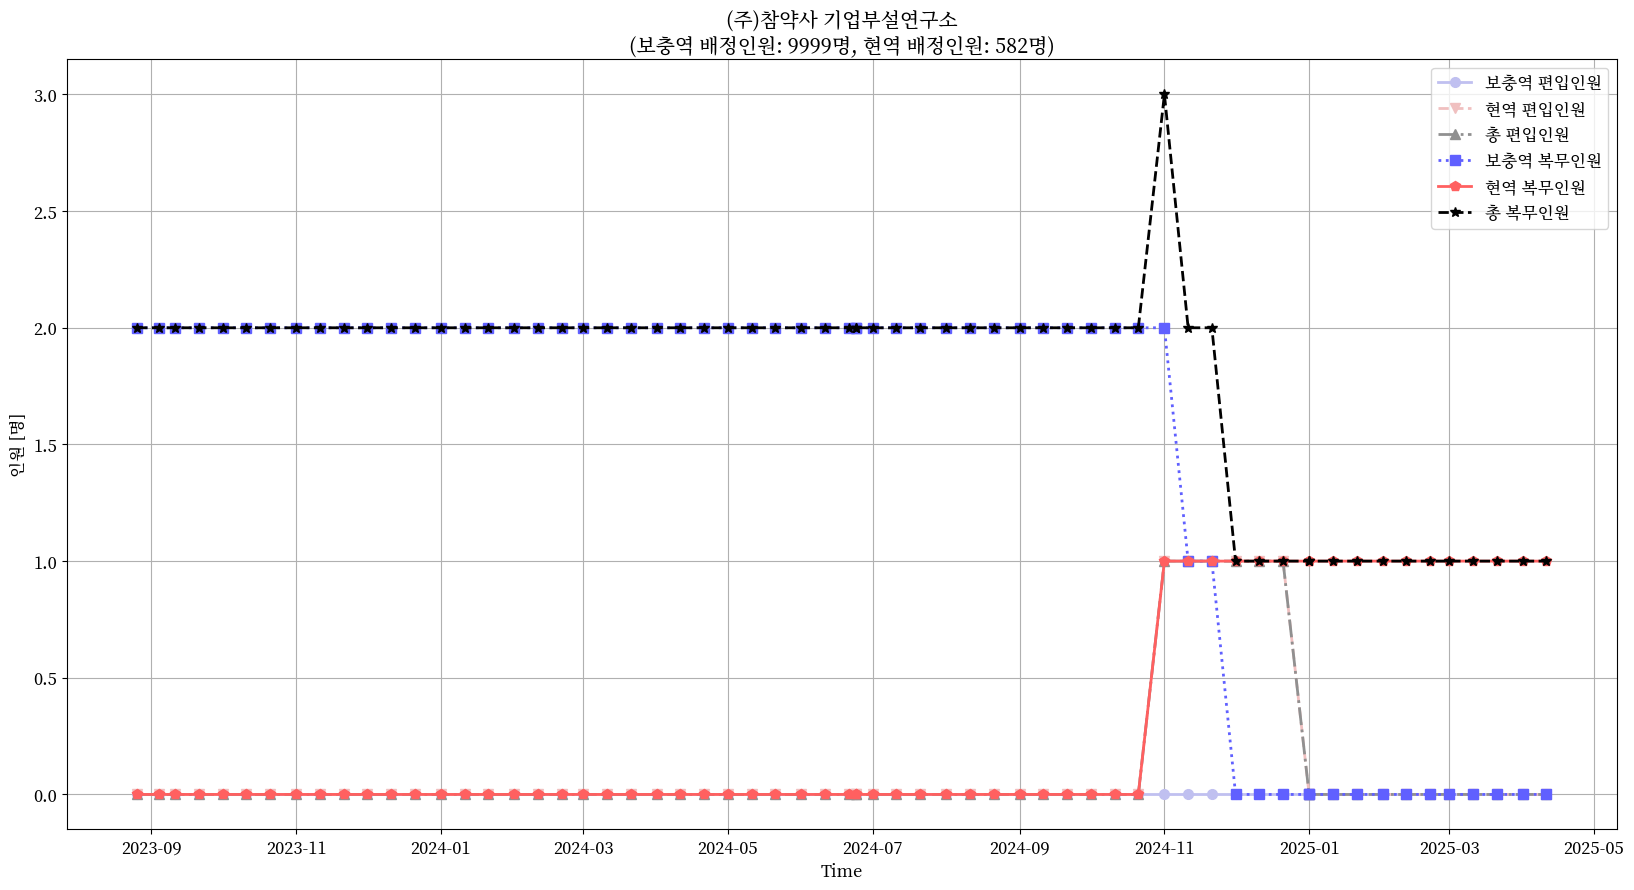 (주)참약사 기업부설연구소
(보충역 배정인원: 9999명, 현역 배정인원: 582명)
보충역 편입인원
현역 편입인원
총 편입인원
보충역 복무인원
현역 복무인원
총 복무인원
인원 [명]
3.0
2.5
2.0
1.5
1.0
0.5
0.0
2023-09 2023-11 2024-01 2024-03 2024-05 2024-07 2024-09 2024-11 2025-01 2025-03 2025-05
Time